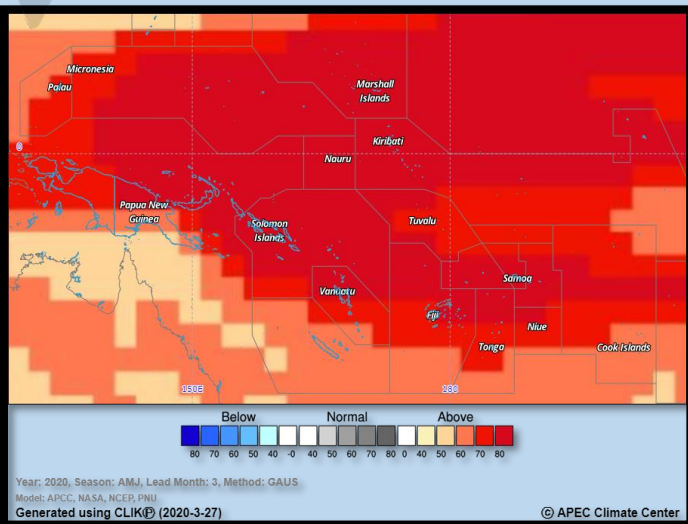 Micronesia
Palau
Marshall
Islands
Kiribati
0
Nauru
Papua New
Guinea
Solomon
Islands
Tuvalu
Samoa
Vanuatu
Fiji
Niue
Tonga
Cook Islands
150E
180
Below Normal Above
80 70 60 50 40 -0 40 50 60 70 80 0 40 50 60 70 80
Year: 2020, Season: AMJ, Lead Month: 3, Method: GAUS
Model: APCC, NASA, NCEP, PNU
Generated using CLIK℗ (2020-3-27)
© APEC Climate Center